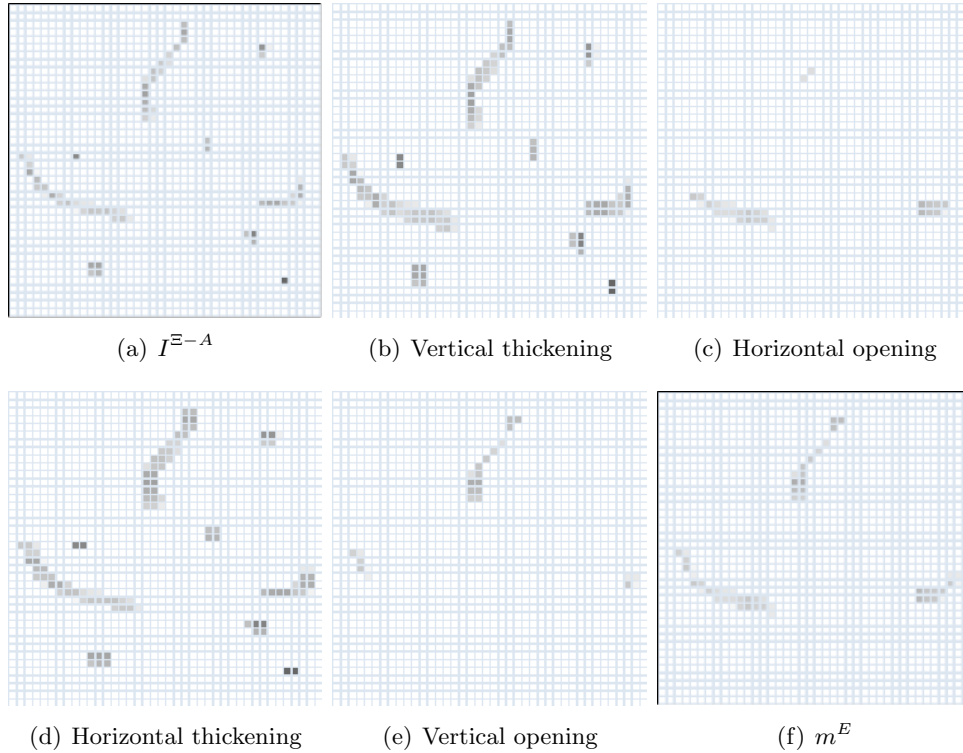 (a) I^{Ξ−A}
(b) Vertical thickening
(c) Horizontal opening
(d) Horizontal thickening
(e) Vertical opening
(f) m^E